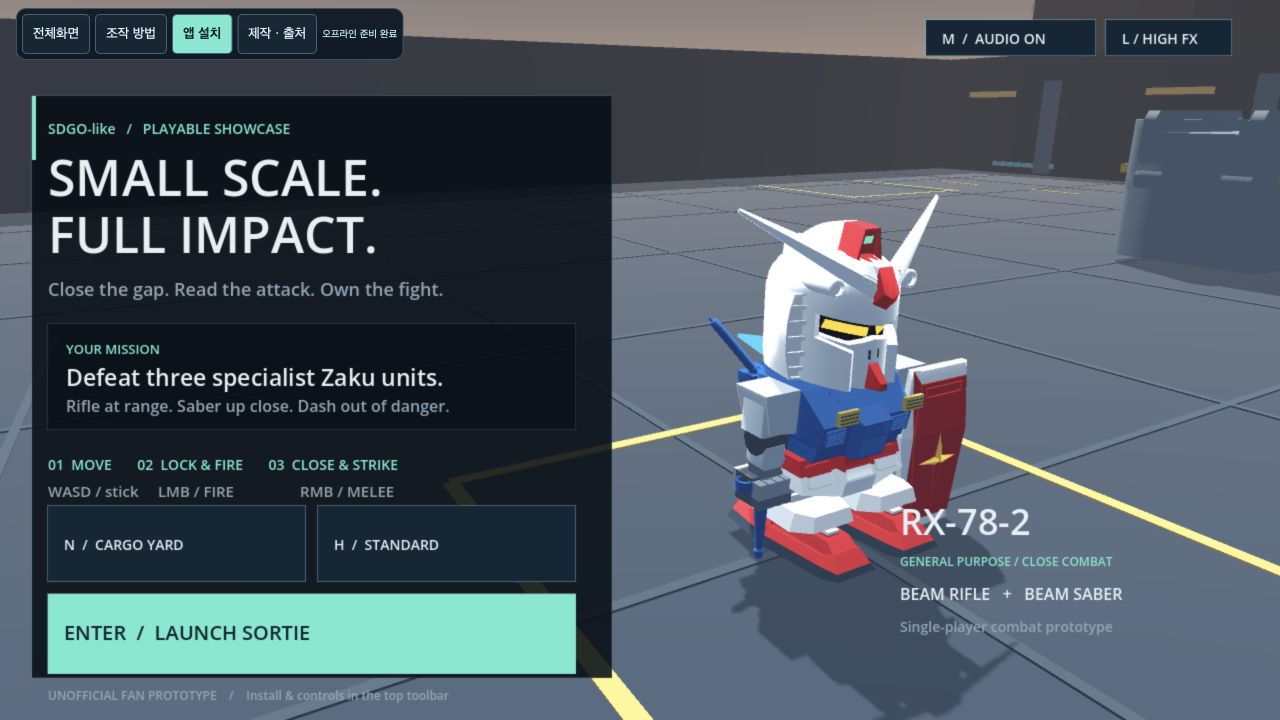 전체화면 조작 방법 앱 설치 제작 · 출처 오프라인 준비 완료
M / AUDIO ON L / HIGH FX
SDGO-like / PLAYABLE SHOWCASE
SMALL SCALE.
FULL IMPACT.
Close the gap. Read the attack. Own the fight.
YOUR MISSION
Defeat three specialist Zaku units.
Rifle at range. Saber up close. Dash out of danger.
01 MOVE 02 LOCK & FIRE 03 CLOSE & STRIKE
WASD / stick LMB / FIRE RMB / MELEE
N / CARGO YARD H / STANDARD
ENTER / LAUNCH SORTIE
UNOFFICIAL FAN PROTOTYPE / Install & controls in the top toolbar
RX-78-2
GENERAL PURPOSE / CLOSE COMBAT
BEAM RIFLE + BEAM SABER
Single-player combat prototype